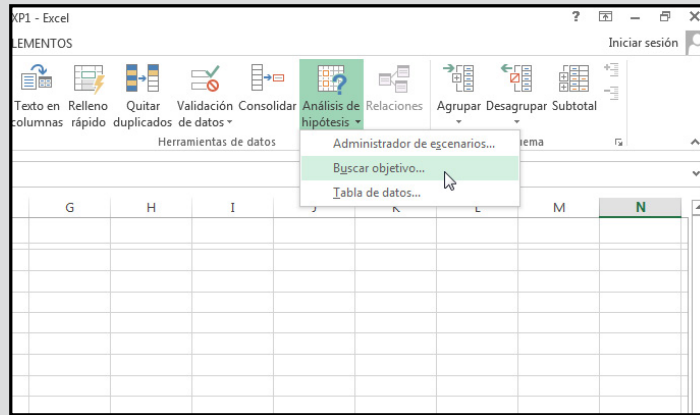 XP1 - Excel
LEMENTOS
Iniciar sesión
Texto en columnas
Relleno rápido
Quitar duplicados
Validación de datos
Consolidar
Análisis de hipótesis
Relaciones
Agrupar
Desagrupar
Subtotal
Herramientas de datos
uema
Administrador de escenarios...
Buscar objetivo...
Tabla de datos...
G H I J K L M N